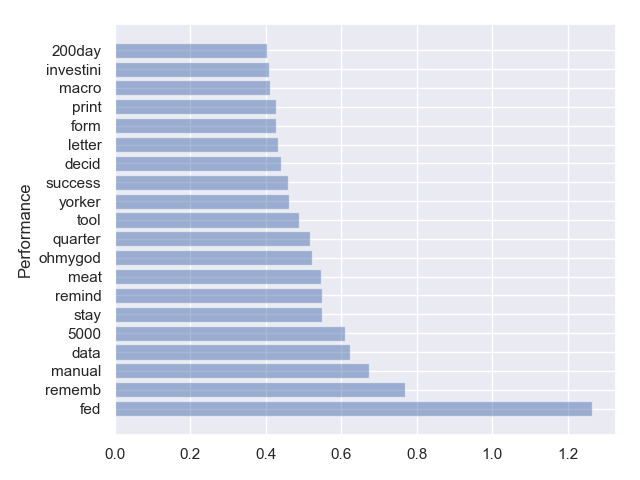 200day
investini
macro
print
form
letter
decid
success
yorker
tool
quarter
ohmygod
meat
remind
stay
5000
data
manual
rememb
fed
Performance
0.0 0.2 0.4 0.6 0.8 1.0 1.2